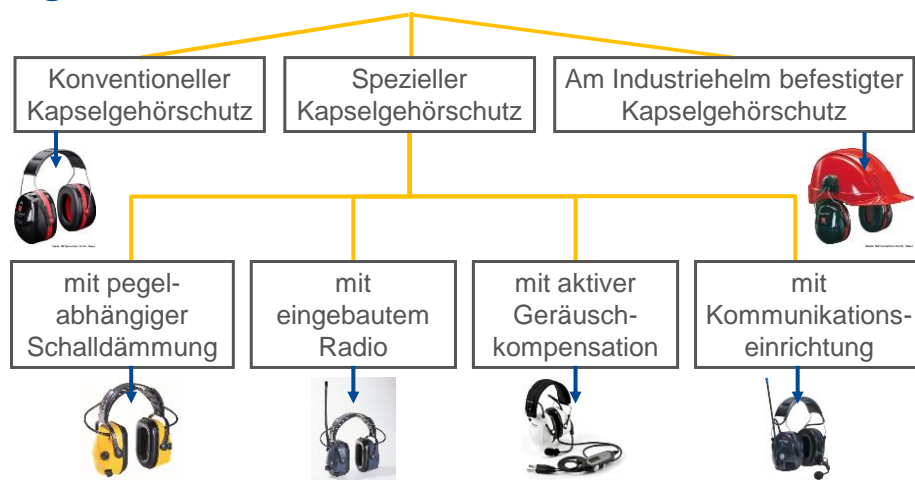 Konventioneller
Kapselgehörschutz
Spezieller
Kapselgehörschutz
Am Industriehelm befestigter
Kapselgehörschutz
mit pegel-
abhängiger
Schalldämmung
mit
eingebautem
Radio
mit aktiver
Geräusch-
kompensation
mit
Kommunikations-
einrichtung